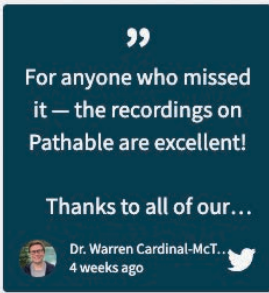 ”
For anyone who missed
it — the recordings on
Pathable are excellent!
Thanks to all of our...
Dr. Warren Cardinal-McT...
4 weeks ago